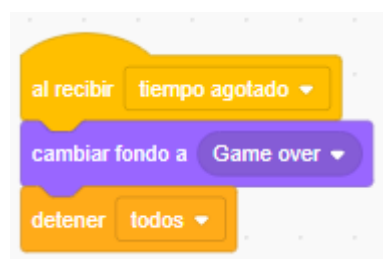 al recibir tiempo agotado
cambiar fondo a Game over
detener todos